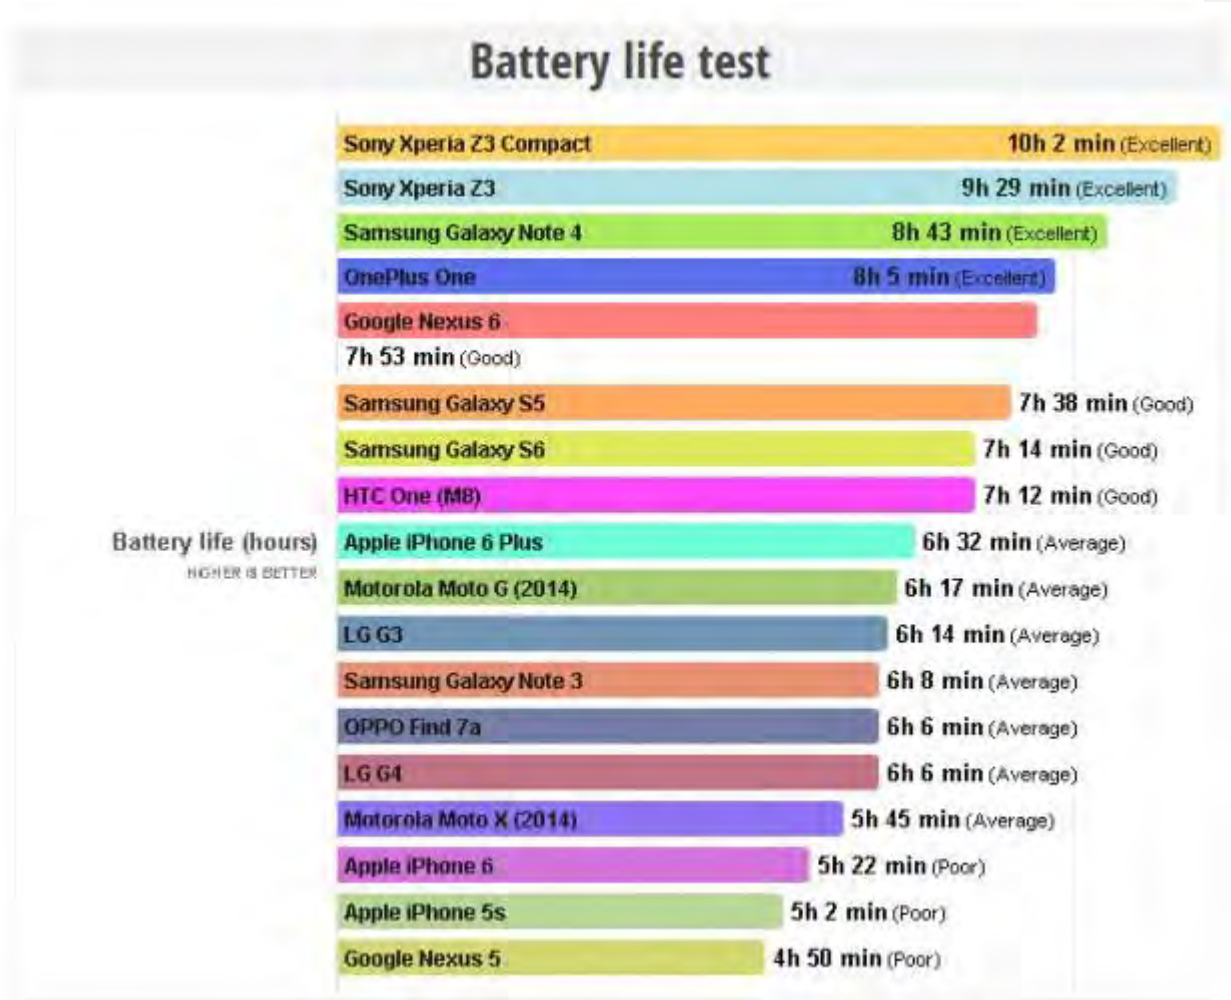 Battery life test
Sony Xperia Z3 Compact 10h 2 min (Excellent)
Sony Xperia Z3 9h 29 min (Excellent)
Samsung Galaxy Note 4 8h 43 min (Excellent)
OnePlus One 8h 5 min (Excellent)
Google Nexus 6
7h 53 min (Good)
Samsung Galaxy S5 7h 38 min (Good)
Samsung Galaxy S6 7h 14 min (Good)
HTC One (M8) 7h 12 min (Good)
Battery life (hours) Apple iPhone 6 Plus 6h 32 min (Average)
HIGHER IS BETTER
Motorola Moto G (2014) 6h 17 min (Average)
LG G3 6h 14 min (Average)
Samsung Galaxy Note 3 6h 8 min (Average)
OPPO Find 7a 6h 6 min (Average)
LG G4 6h 6 min (Average)
Motorola Moto X (2014) 5h 45 min (Average)
Apple iPhone 6 5h 22 min (Poor)
Apple iPhone 5s 5h 2 min (Poor)
Google Nexus 5 4h 50 min (Poor)